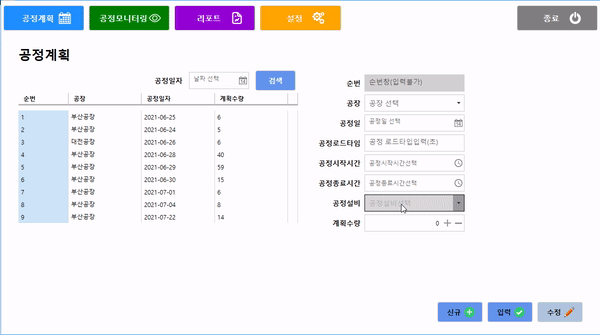 공정계획 공정모니터링 리포트 설정 종료
공정계획
공정일자 날짜 선택 검색
순번 공장 공정일자 계획수량
1 부산공장 2021-06-25 6
2 부산공장 2021-06-24 5
3 대전공장 2021-06-26 6
4 부산공장 2021-06-28 40
5 부산공장 2021-06-29 59
6 부산공장 2021-06-30 15
7 부산공장 2021-07-01 6
8 부산공장 2021-07-04 8
9 부산공장 2021-07-22 14
순번 순번창(입력불가)
공장 공장 선택
공정일 공정일 선택
공정로드타임 공정 로드타임입력(초)
공정시작시간 공정시작시간선택
공정종료시간 공정종료시간선택
공정설비 공정설비선택
계획수량 0
신규 입력 수정